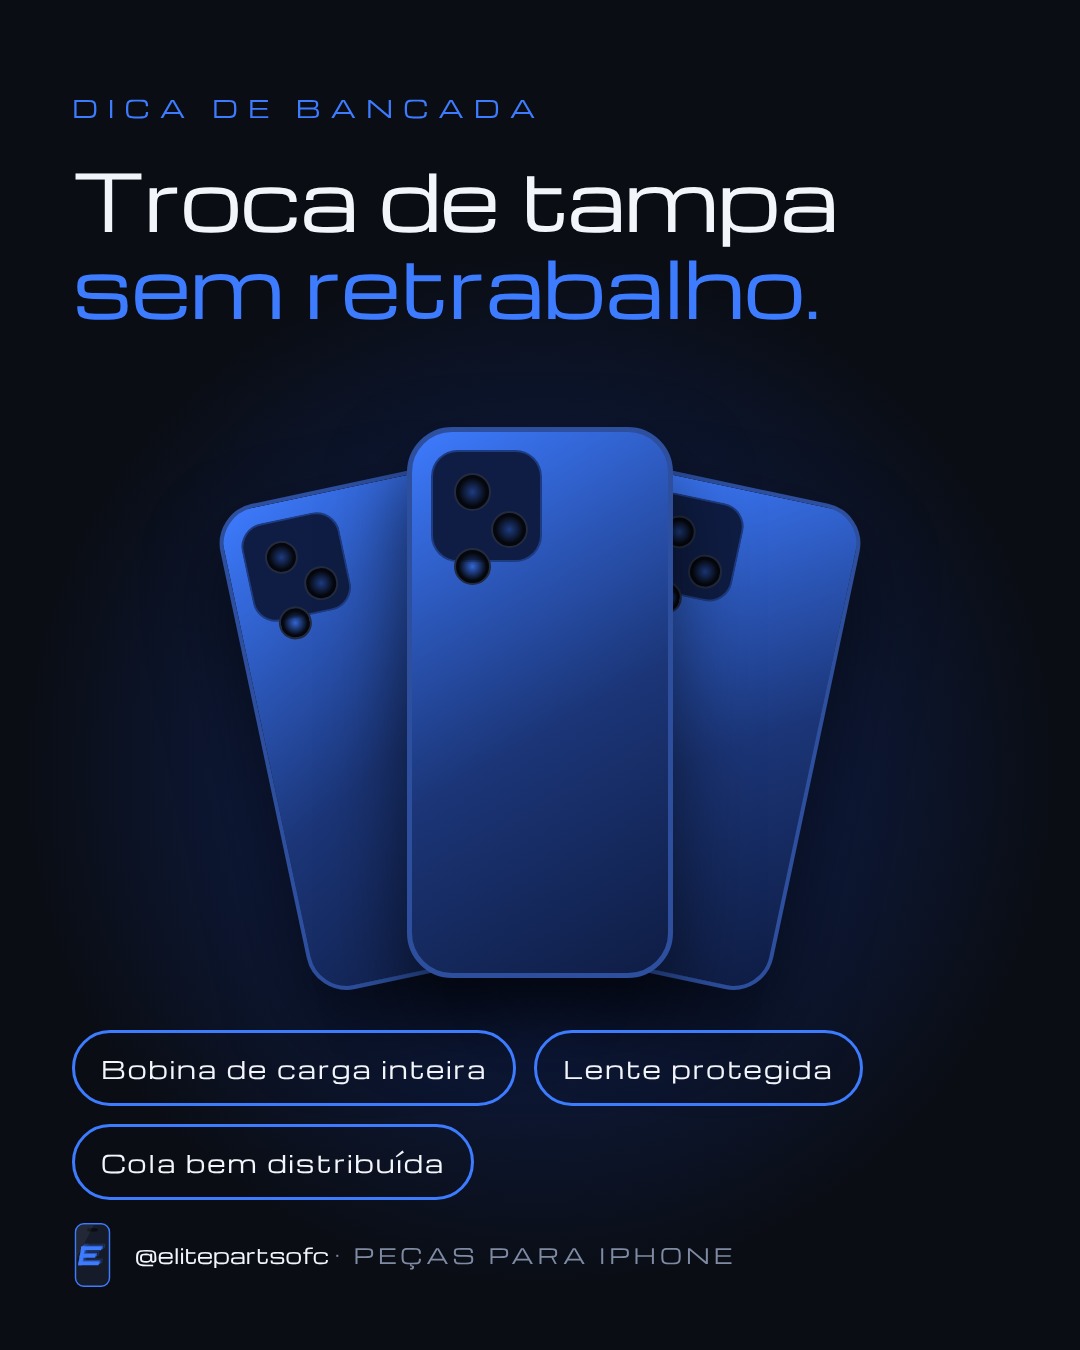 DICA DE BANCADA
Troca de tampa
sem retrabalho.
Bobina de carga inteira
Lente protegida
Cola bem distribuída
E
@elitepartsofc · PEÇAS PARA IPHONE